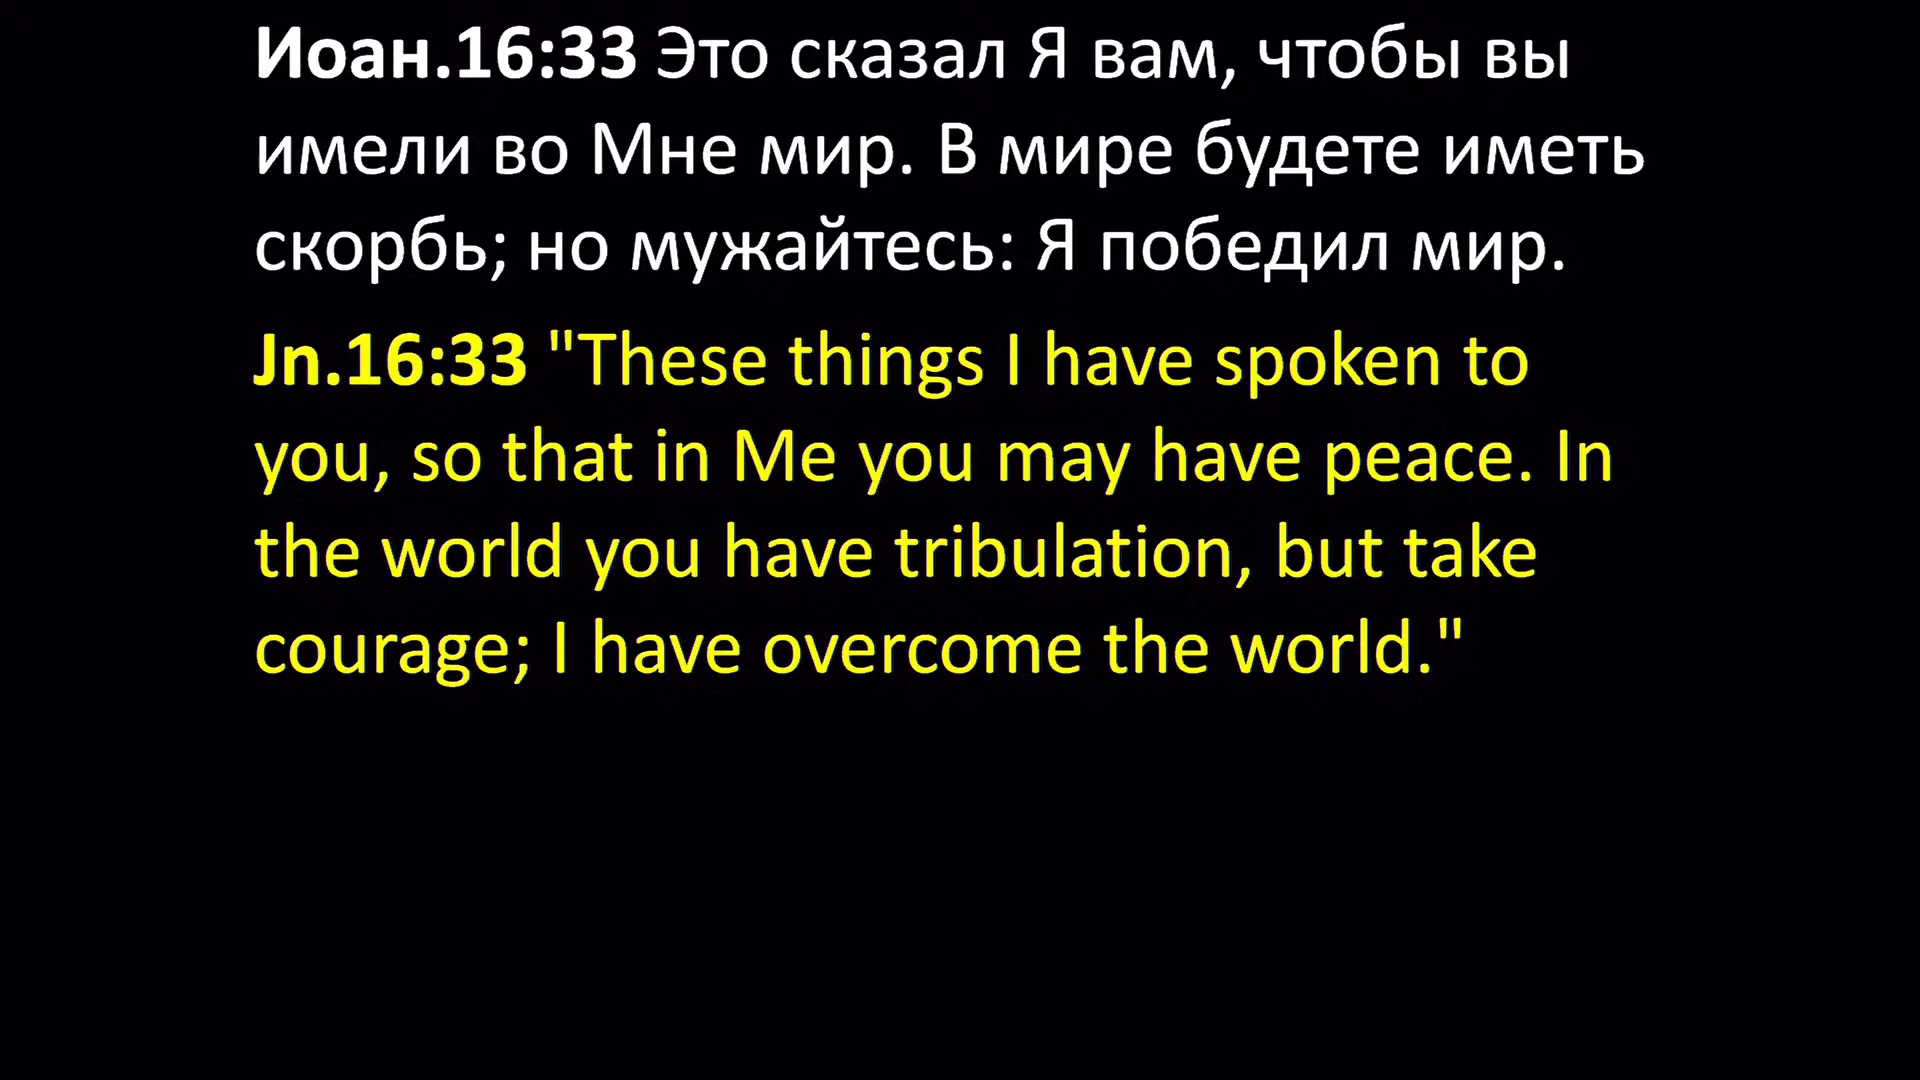 Иоан.16:33 Это сказал Я вам, чтобы вы
имели во Мне мир. В мире будете иметь
скорбь; но мужайтесь: Я победил мир.
Jn.16:33 "These things I have spoken to
you, so that in Me you may have peace. In
the world you have tribulation, but take
courage; I have overcome the world."